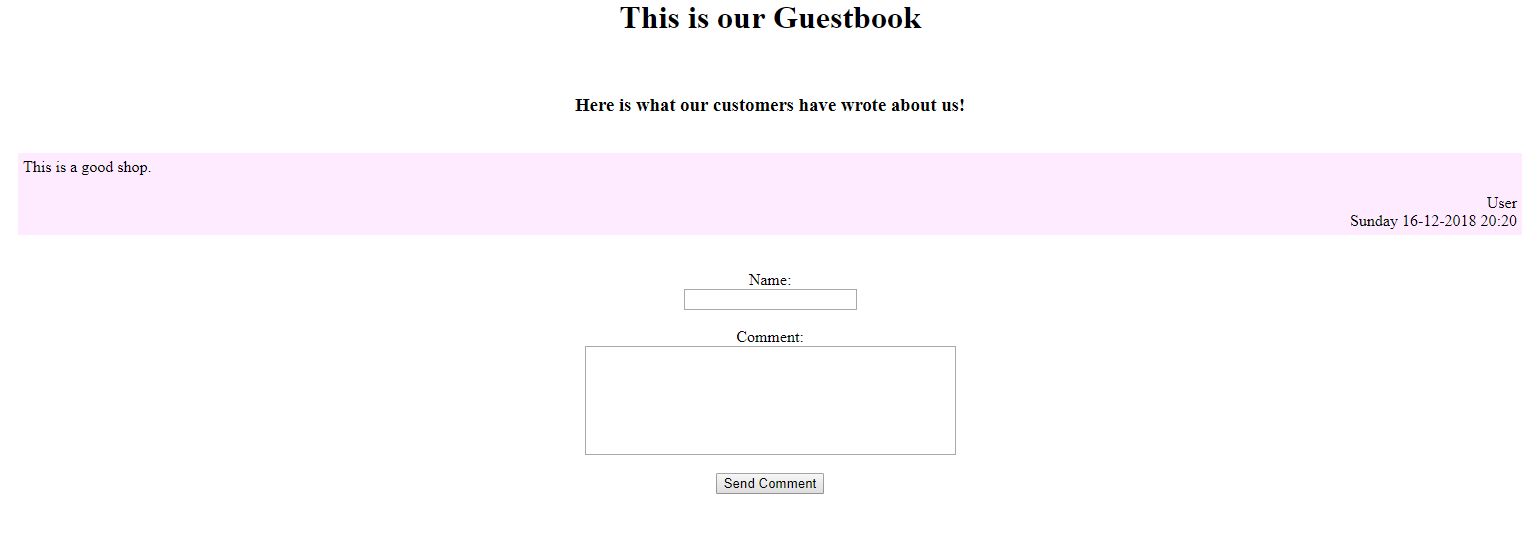 This is our Guestbook
Here is what our customers have wrote about us!
This is a good shop.
User
Sunday 16-12-2018 20:20
Name:
Comment:
Send Comment